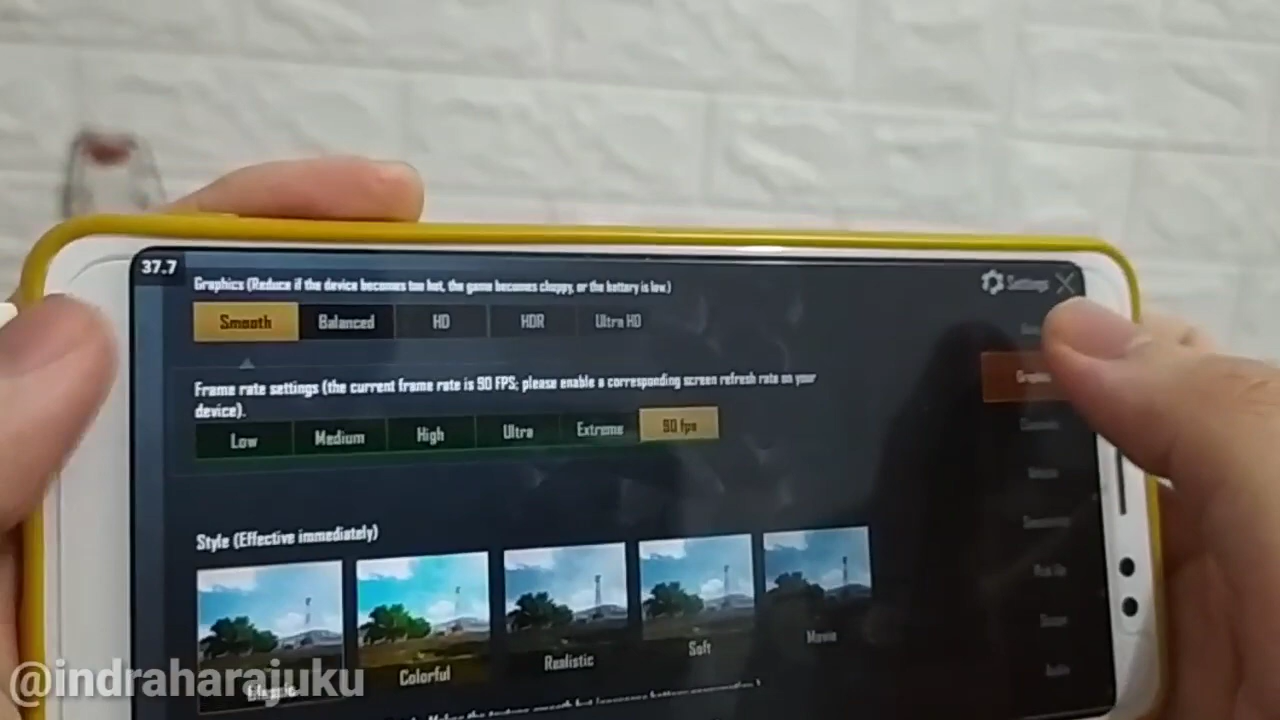 37.7
Graphics (Reduce if the device becomes too hot, the game becomes choppy, or the battery is low.)
Settings
Smooth Balanced HD HDR Ultra HD
Graphics
Frame rate settings (the current frame rate is 90 FPS; please enable a corresponding screen refresh rate on your
device).
Low Medium High Ultra Extreme 90 fps
Style (Effective immediately)
Classic Colorful Realistic Soft Movie
@indraharajuku